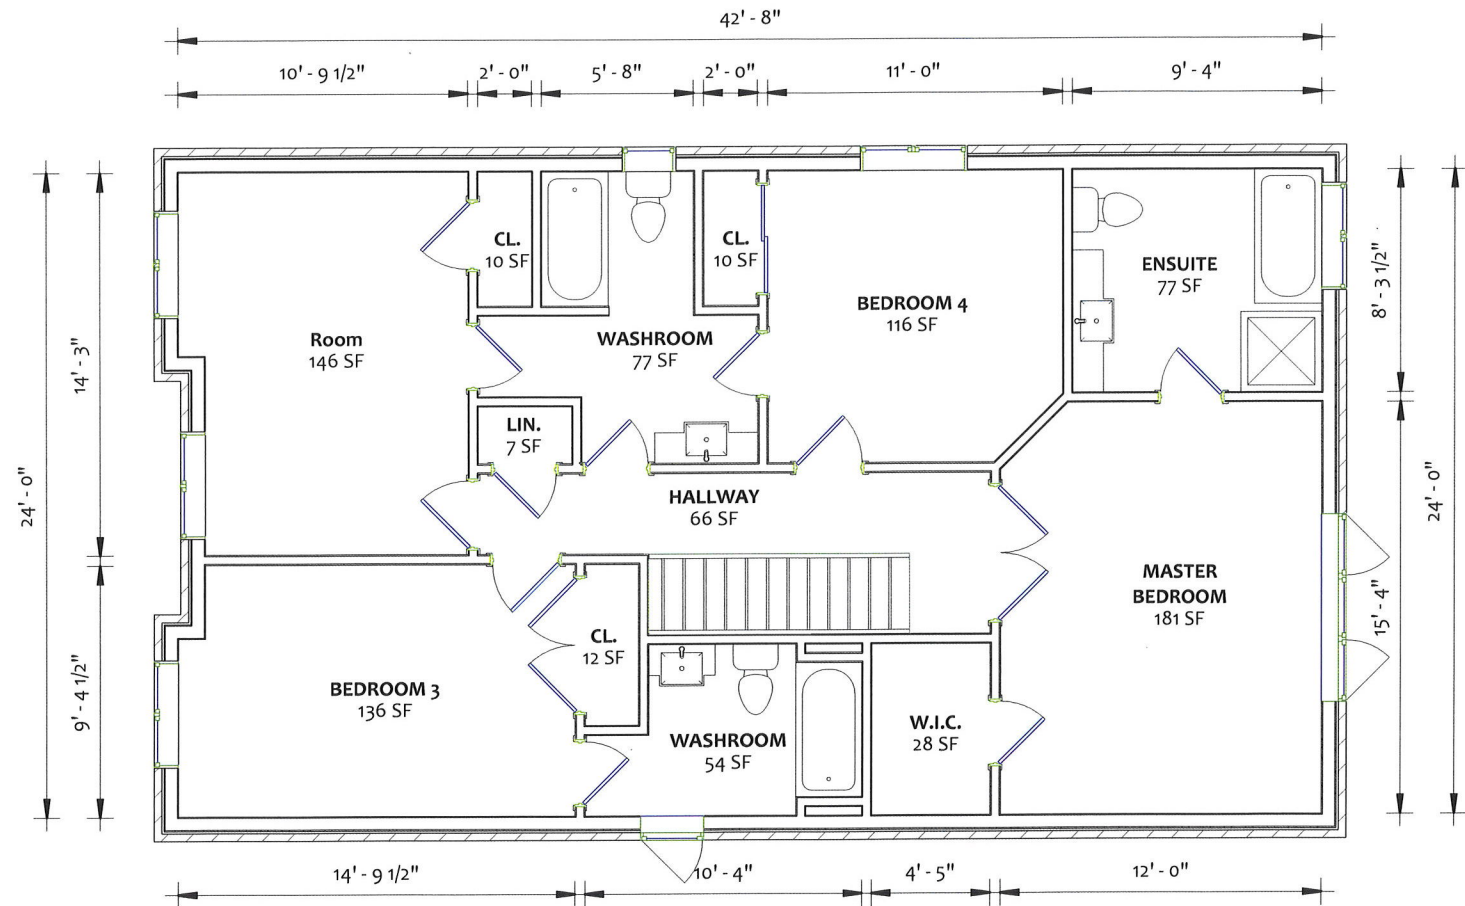 42' - 8"
10' - 9 1/2"
2' - 0"
5' - 8"
2' - 0"
11' - 0"
9' - 4"
24' - 0"
14' - 3"
9' - 4 1/2"
8' - 3 1/2"
15' - 4"
24' - 0"
CL.
10 SF
CL.
10 SF
ENSUITE
77 SF
BEDROOM 4
116 SF
Room
146 SF
WASHROOM
77 SF
LIN.
7 SF
HALLWAY
66 SF
MASTER
BEDROOM
181 SF
CL.
12 SF
BEDROOM 3
136 SF
WASHROOM
54 SF
W.I.C.
28 SF
14' - 9 1/2"
10' - 4"
4' - 5"
12' - 0"